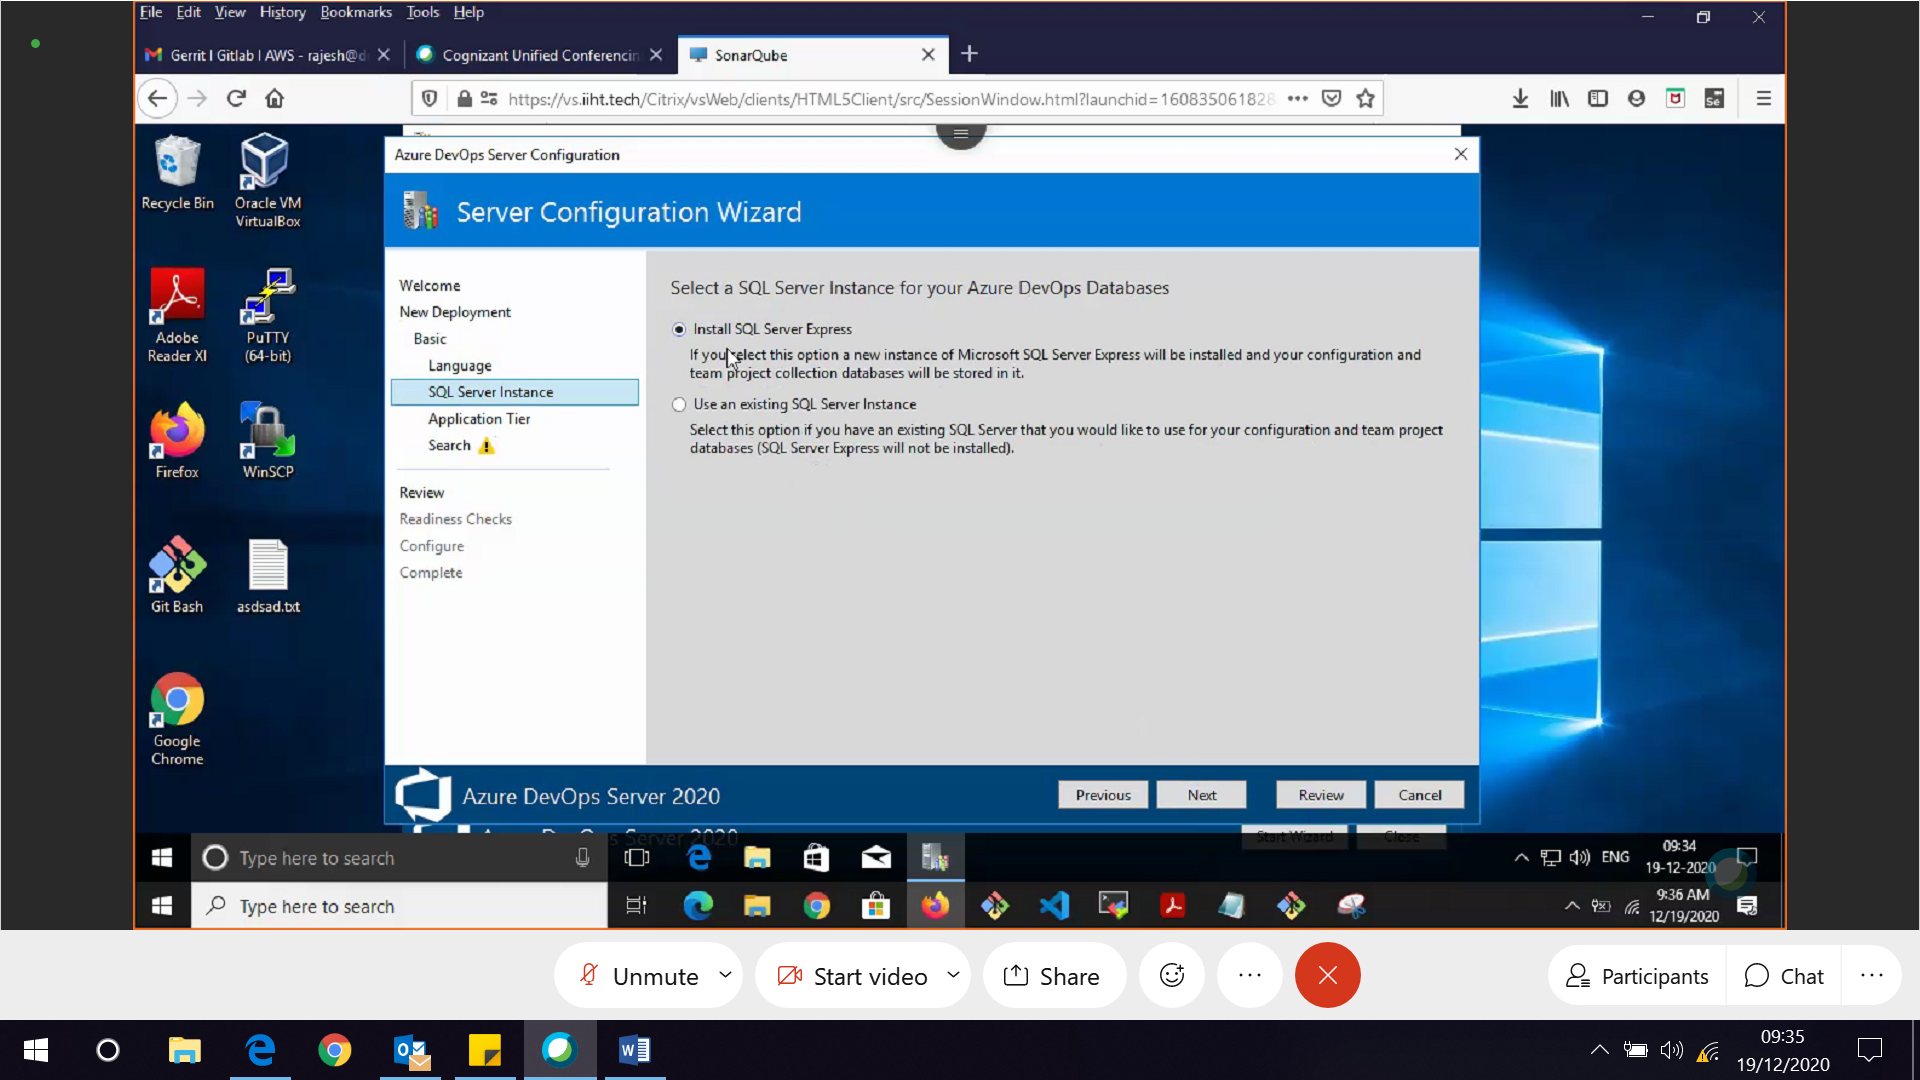 File Edit View History Bookmarks Tools Help
Gerrit | Gitlab | AWS - rajesh@d
Cognizant Unified Conferencin
SonarQube
https://vs.iiht.tech/Citrix/vsWeb/clients/HTML5Client/src/SessionWindow.html?launchid=160835061828
Recycle Bin
Oracle VM
VirtualBox
Adobe
Reader XI
PuTTY
(64-bit)
Firefox
WinSCP
Git Bash
asdsad.txt
Google
Chrome
Azure DevOps Server Configuration
Server Configuration Wizard
Welcome
New Deployment
Basic
Language
SQL Server Instance
Application Tier
Search
Review
Readiness Checks
Configure
Complete
Select a SQL Server Instance for your Azure DevOps Databases
Install SQL Server Express
If you select this option a new instance of Microsoft SQL Server Express will be installed and your configuration and
team project collection databases will be stored in it.
Use an existing SQL Server Instance
Select this option if you have an existing SQL Server that you would like to use for your configuration and team project
databases (SQL Server Express will not be installed).
Azure DevOps Server 2020
Previous
Next
Review
Cancel
s Server 2020
Start Wizard
Close
Type here to search
ENG
09:34
19-12-2020
Type here to search
9:36 AM
12/19/2020
Unmute
Start video
Share
Participants
Chat
09:35
19/12/2020